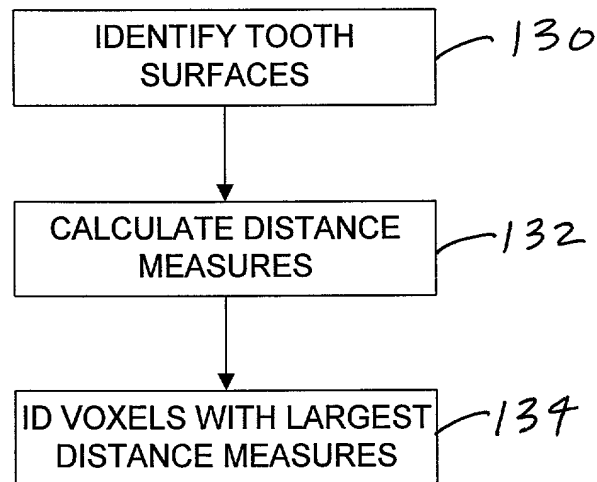 IDENTIFY TOOTH
SURFACES
130
CALCULATE DISTANCE
MEASURES
132
ID VOXELS WITH LARGEST
DISTANCE MEASURES
134